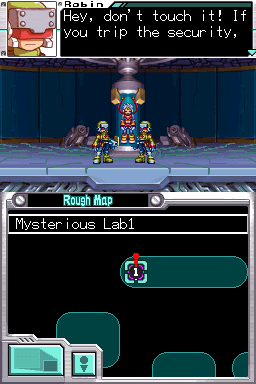 Robin
Hey, don't touch it! If
you trip the security,
Rough Map
Mysterious Lab1
1